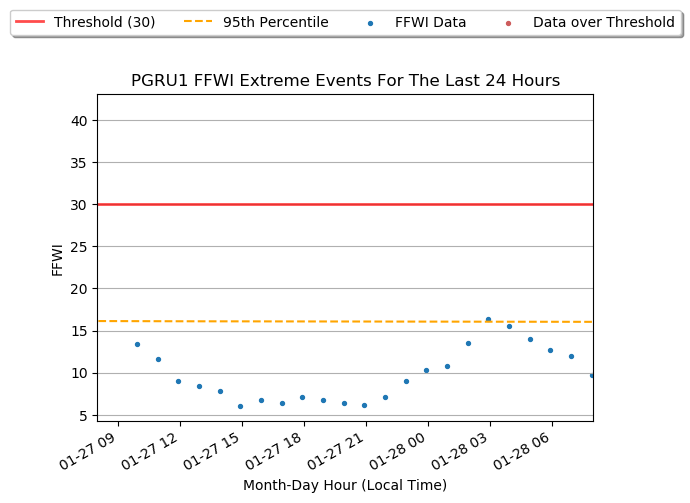 Threshold (30) 95th Percentile FFWI Data Data over Threshold
PGRU1 FFWI Extreme Events For The Last 24 Hours
40
35
30
25
20
15
10
5
FFWI
01-27 09 01-27 12 01-27 15 01-27 18 01-27 21 01-28 00 01-28 03 01-28 06
Month-Day Hour (Local Time)